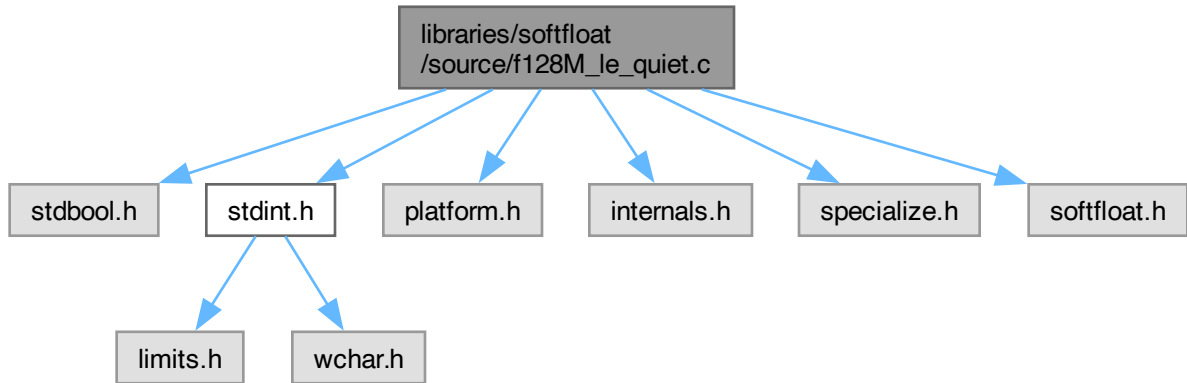 libraries/softfloat
/source/f128M_le_quiet.c
stdbool.h
stdint.h
platform.h
internals.h
specialize.h
softfloat.h
limits.h
wchar.h